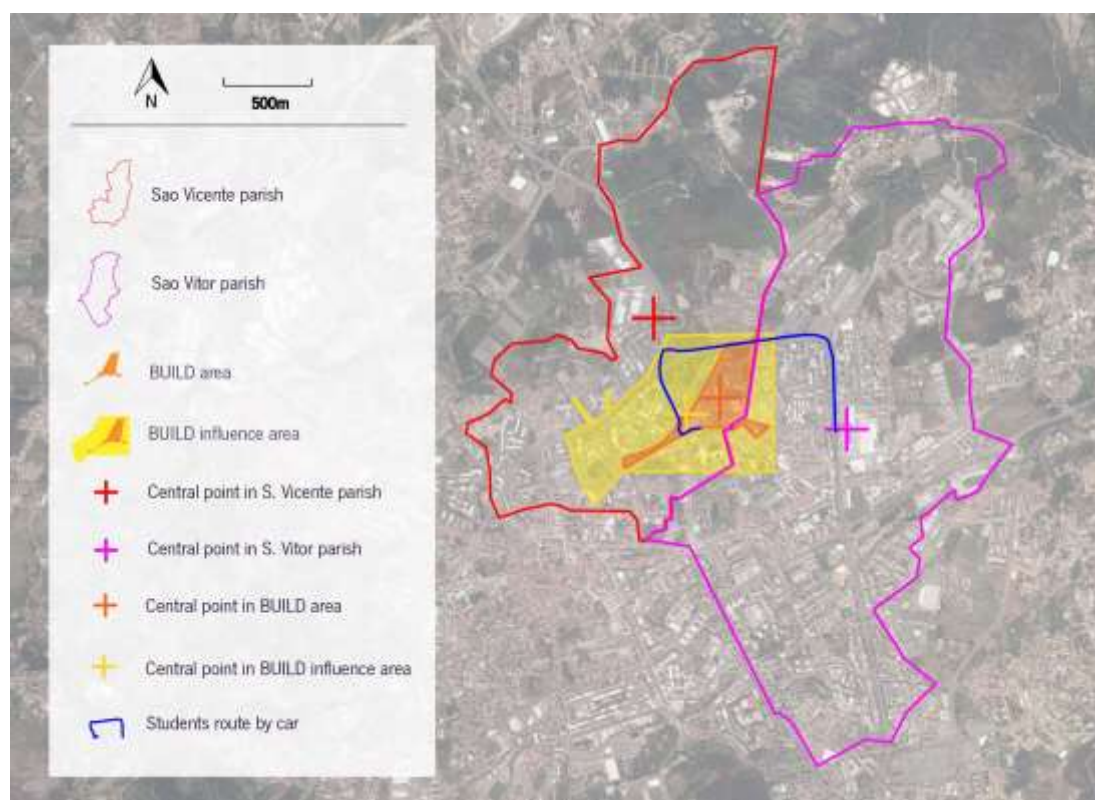 N
500m
Sao Vicente parish
Sao Vitor parish
BUILD area
BUILD influence area
Central point in S. Vicente parish
Central point in S. Vitor parish
Central point in BUILD area
Central point in BUILD influence area
Students route by car